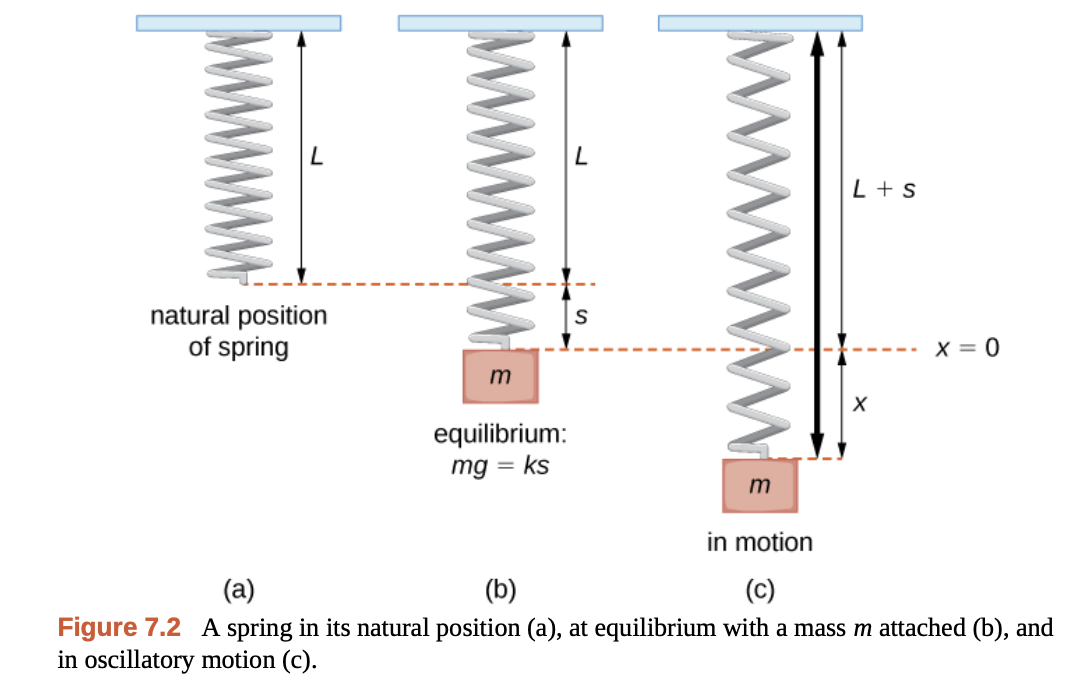 L
L
L + s
natural position
of spring
s
x = 0
m
x
equilibrium:
mg = ks
m
in motion
(a)
(b)
(c)
Figure 7.2 A spring in its natural position (a), at equilibrium with a mass m attached (b), and
in oscillatory motion (c).